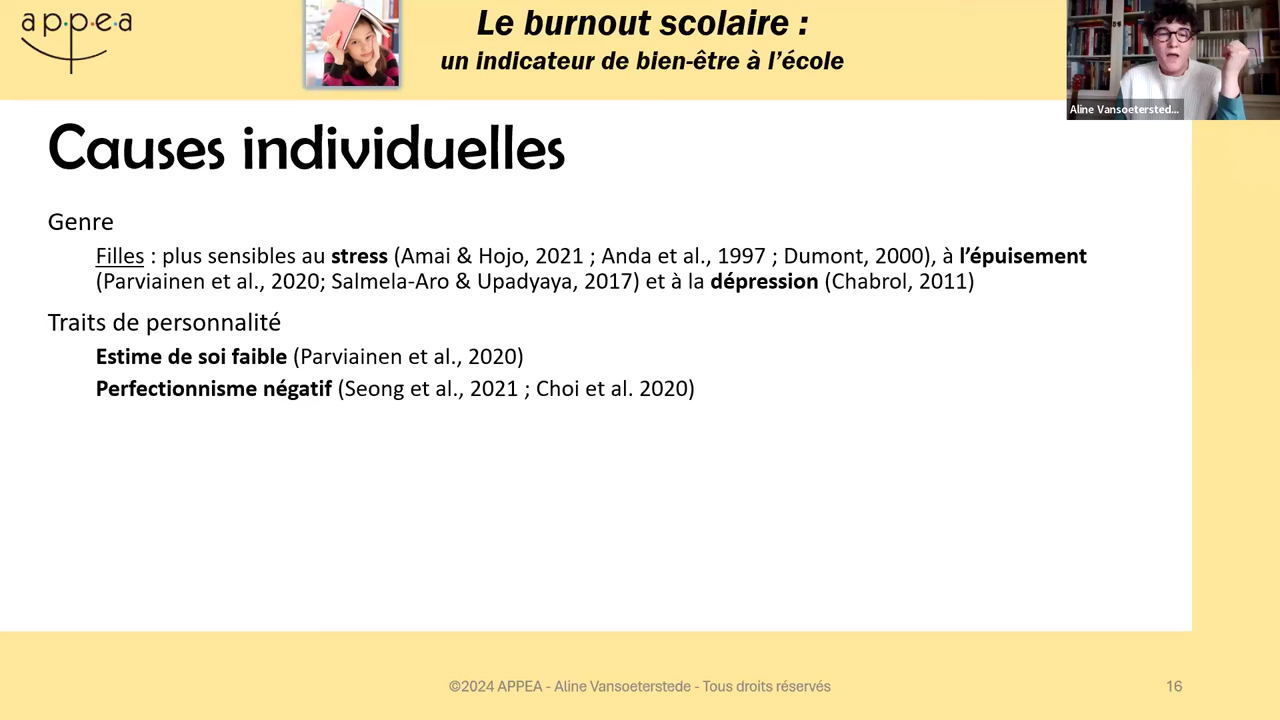 appea
Le burnout scolaire :
un indicateur de bien-être à l'école
Aline Vansoetersted...
Causes individuelles
Genre
Filles : plus sensibles au stress (Amai & Hojo, 2021 ; Anda et al., 1997 ; Dumont, 2000), à l'épuisement
(Parviainen et al., 2020; Salmela-Aro & Upadyaya, 2017) et à la dépression (Chabrol, 2011)
Traits de personnalité
Estime de soi faible (Parviainen et al., 2020)
Perfectionnisme négatif (Seong et al., 2021 ; Choi et al. 2020)
©2024 APPEA - Aline Vansoeterstede - Tous droits réservés
16